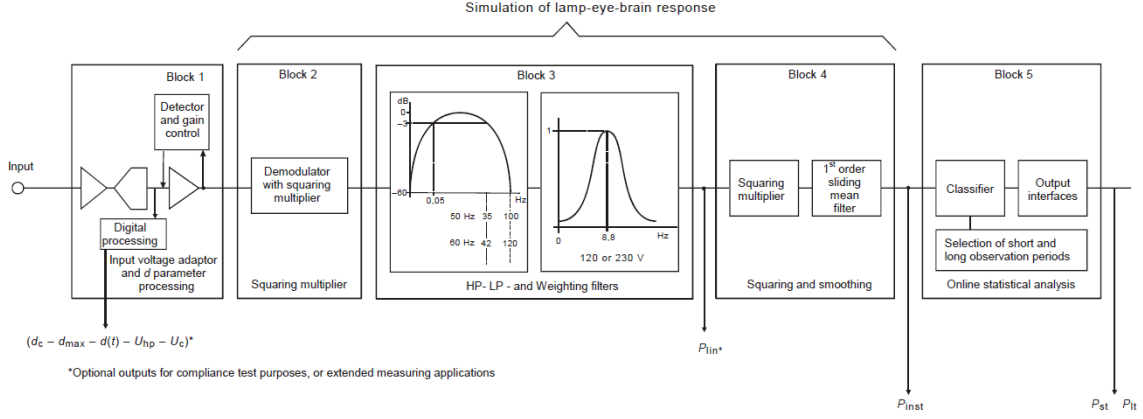 Simulation of lamp-eye-brain response
Block 1
Block 2
Block 3
Block 4
Block 5
Input
Detector
and gain
control
Digital
processing
Input voltage adaptor
and d parameter
processing
Demodulator
with squaring
multiplier
Squaring multiplier
dB
0
–3
–60
0,05
Hz
50 Hz 35 100
60 Hz 42 120
1
0
8,8
Hz
120 or 230 V
HP- LP - and Weighting filters
Squaring
multiplier
1st order
sliding
mean
filter
Squaring and smoothing
Classifier
Output
interfaces
Selection of short and
long observation periods
Online statistical analysis
(dc – dmax – d(t) – Uhp – Uc)*
Plin*
*Optional outputs for compliance test purposes, or extended measuring applications
Pinst
Pst Plt